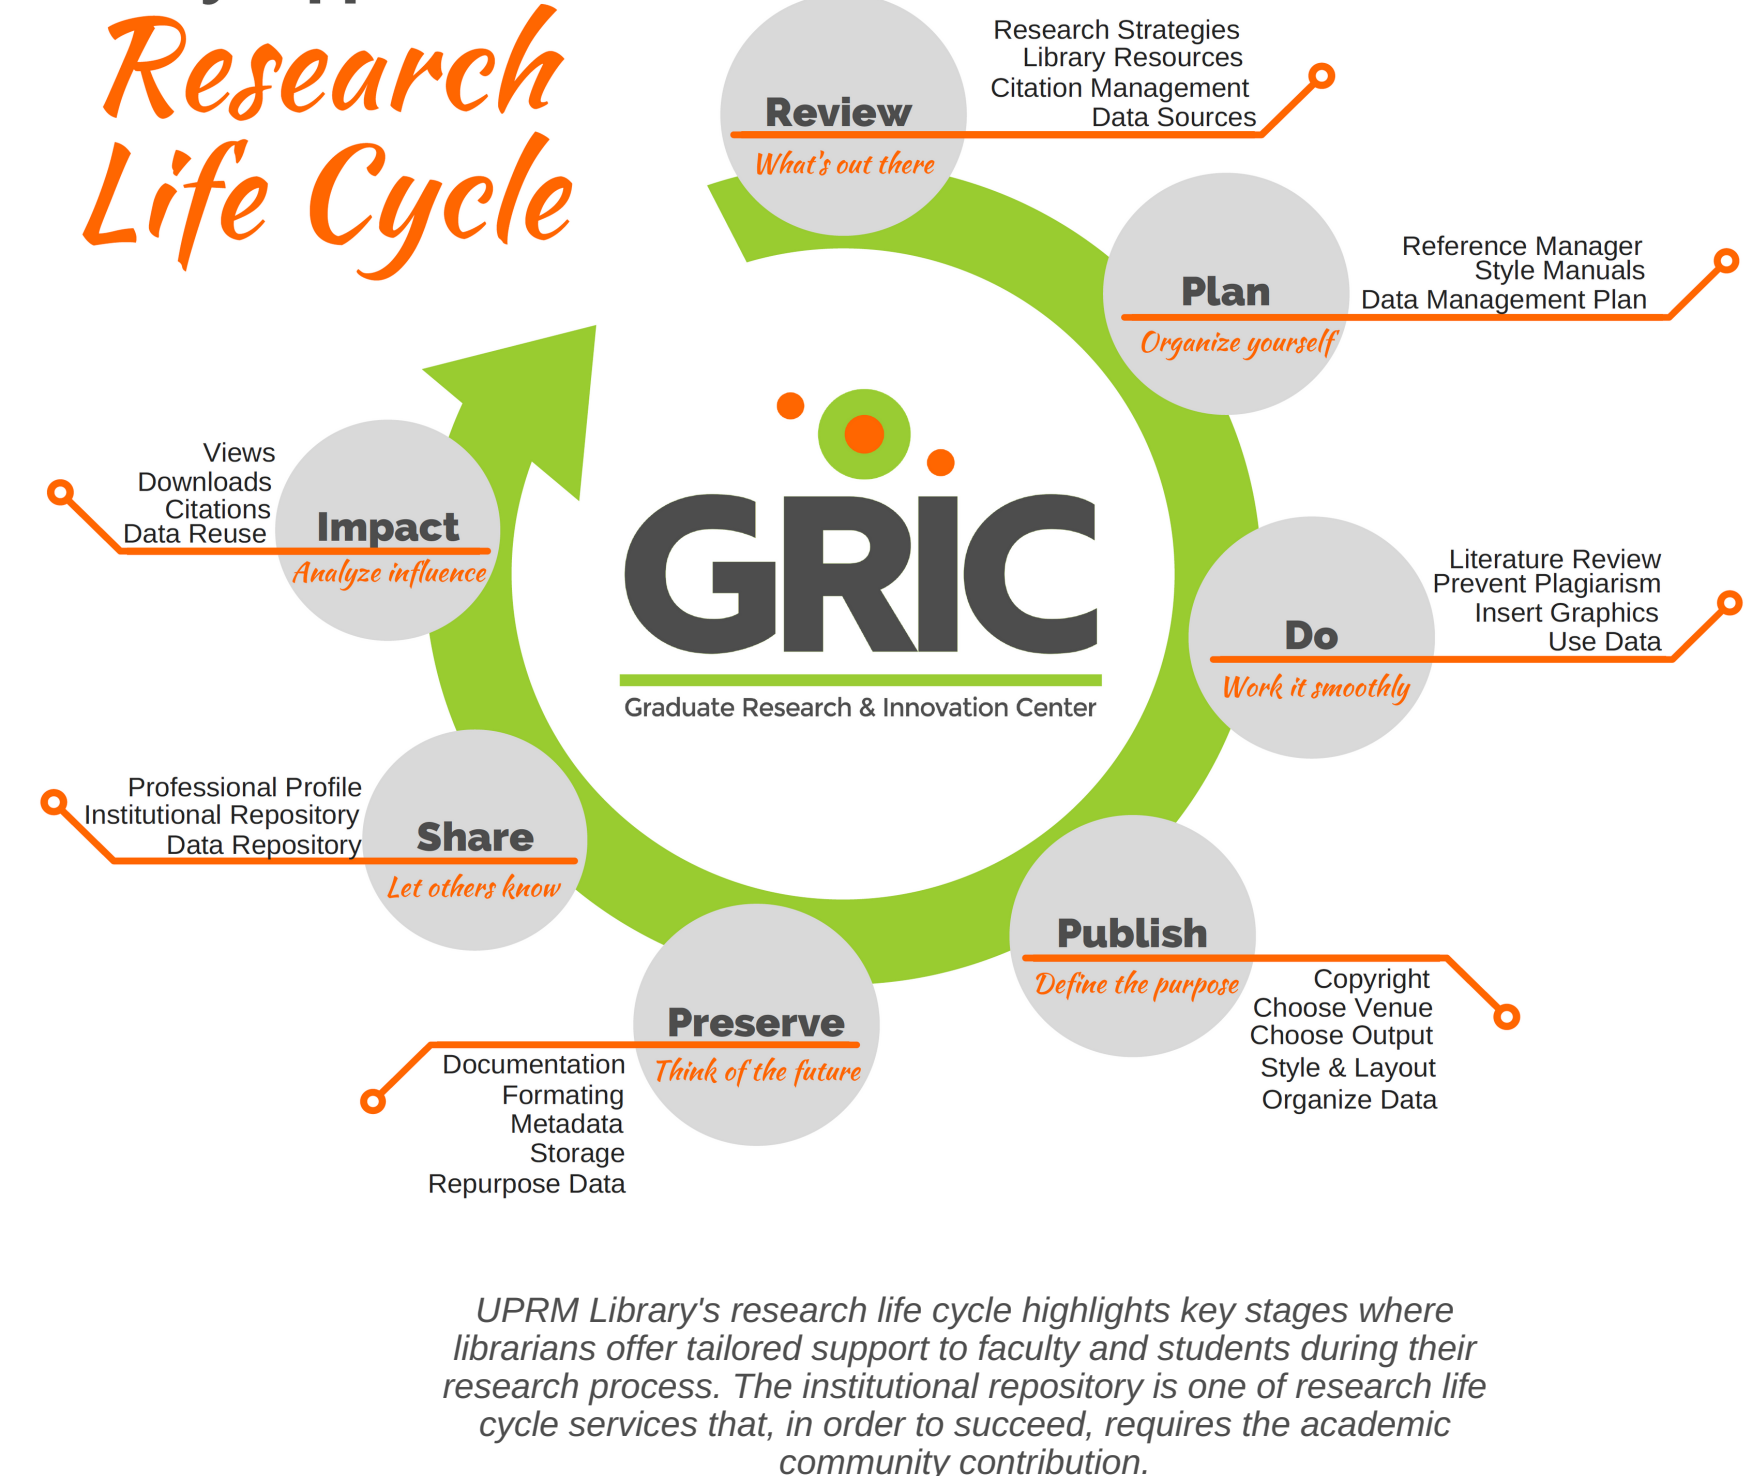 Research
Life Cycle
Review
What's out there
Research Strategies
Library Resources
Citation Management
Data Sources
Plan
Organize yourself
Reference Manager
Style Manuals
Data Management Plan
Do
Work it smoothly
Literature Review
Prevent Plagiarism
Insert Graphics
Use Data
Publish
Define the purpose
Copyright
Choose Venue
Choose Output
Style & Layout
Organize Data
Preserve
Think of the future
Documentation
Formating
Metadata
Storage
Repurpose Data
Share
Let others know
Professional Profile
Institutional Repository
Data Repository
Impact
Analyze influence
Views
Downloads
Citations
Data Reuse
GRIC
Graduate Research & Innovation Center
UPRM Library's research life cycle highlights key stages where
librarians offer tailored support to faculty and students during their
research process. The institutional repository is one of research life
cycle services that, in order to succeed, requires the academic
community contribution.